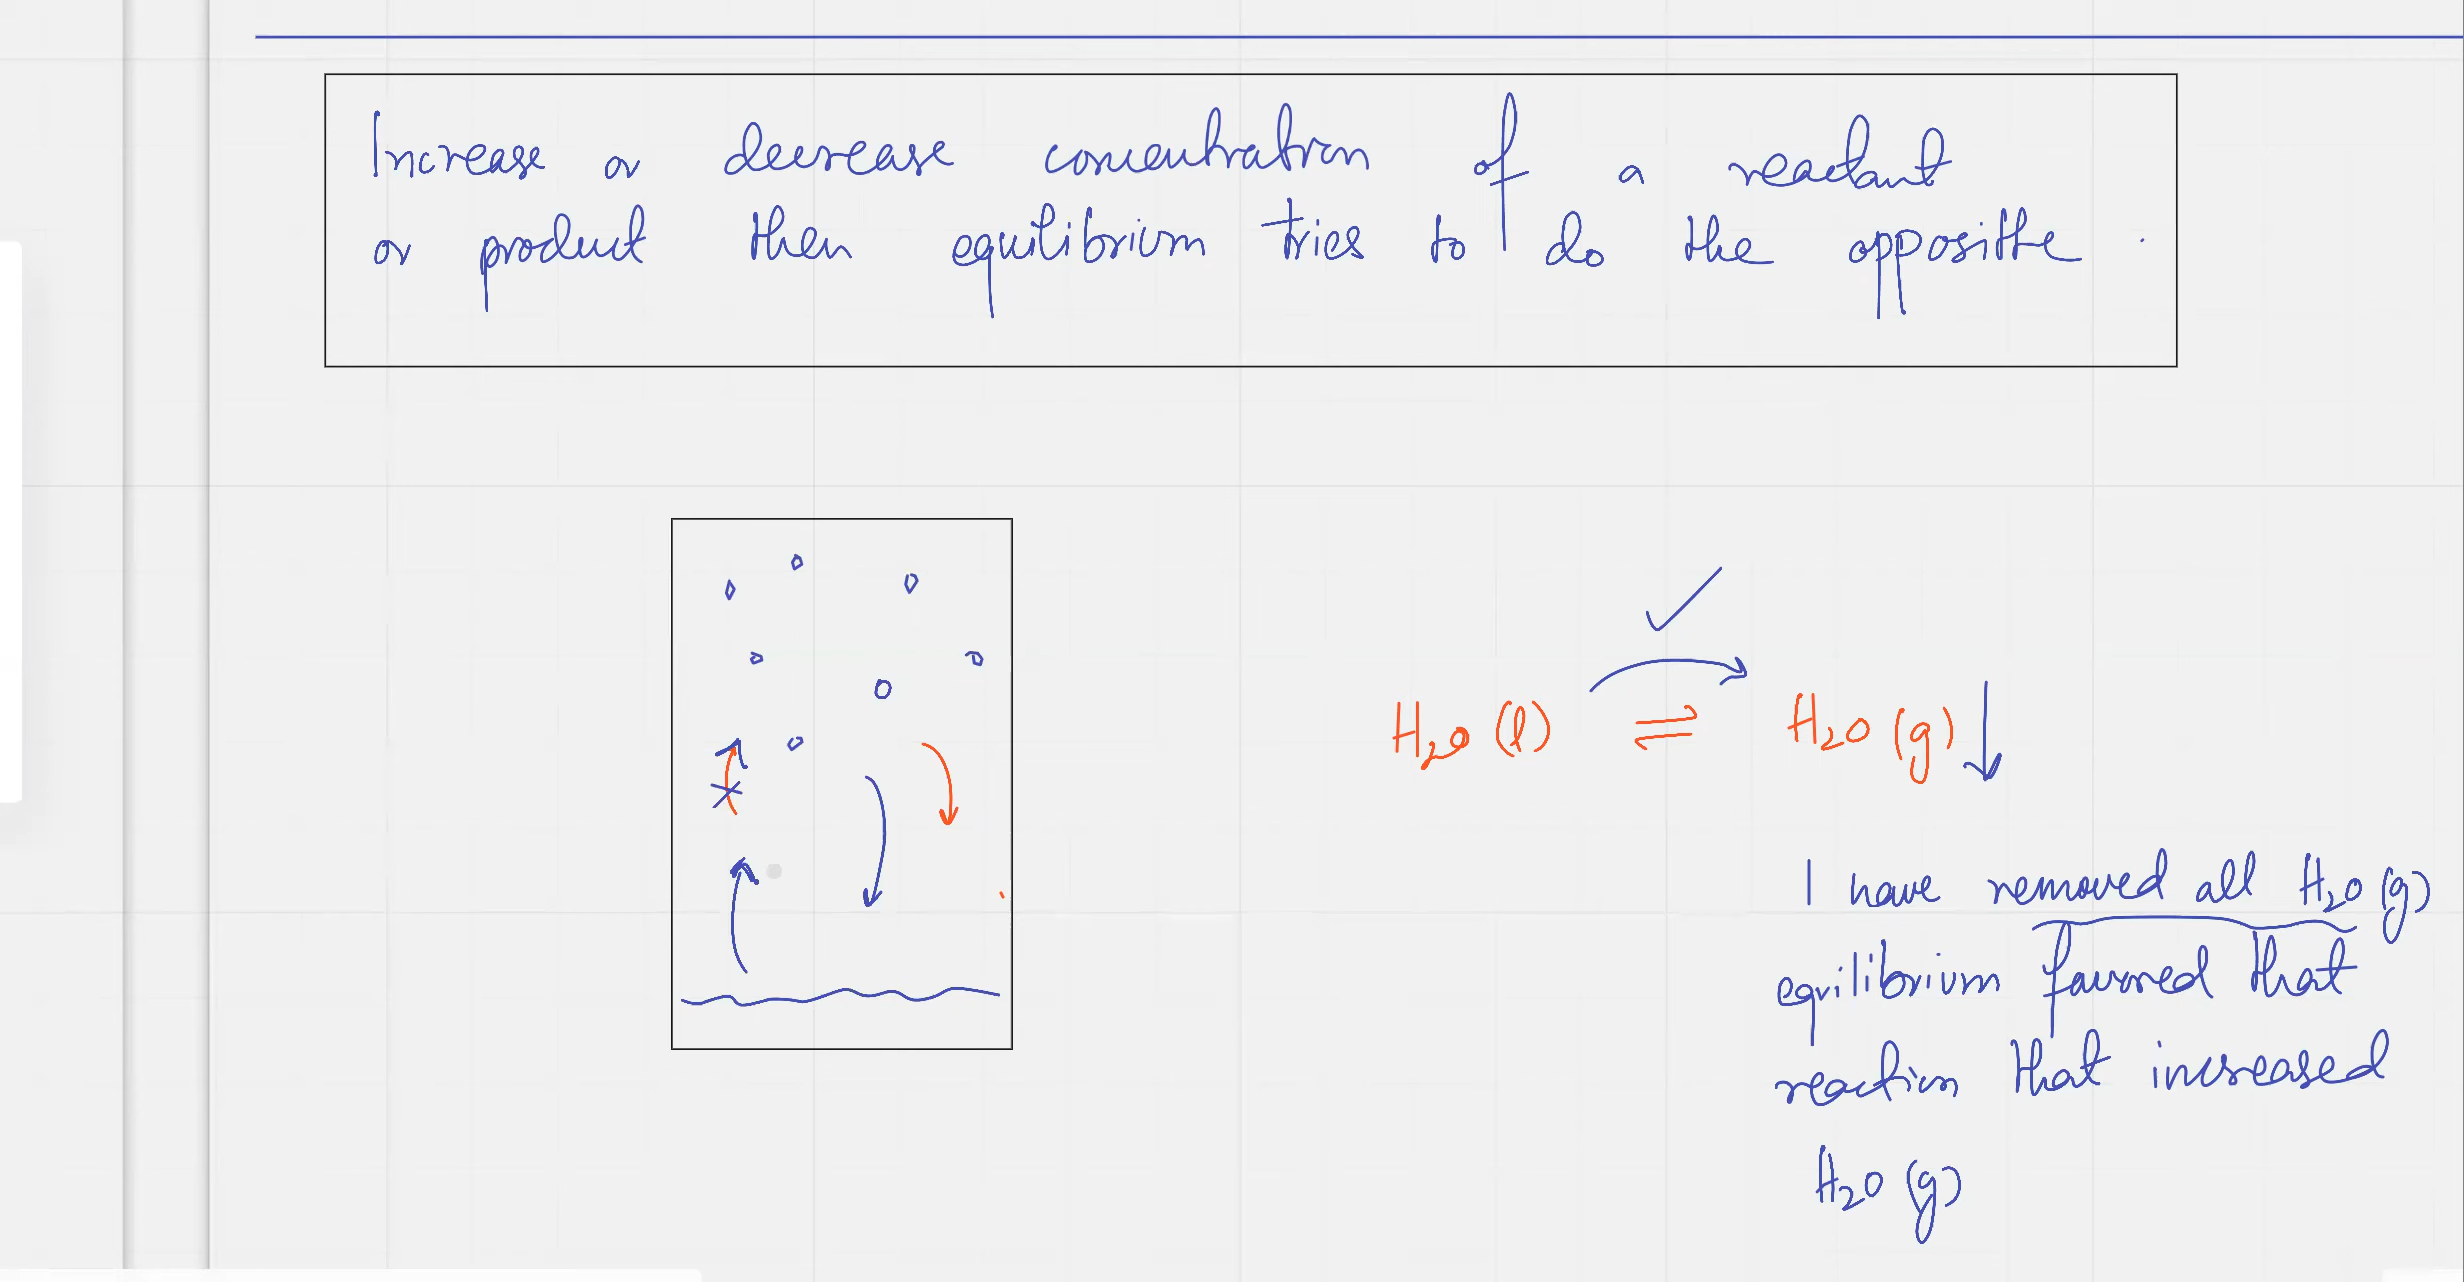 Increase or decrease concentration of a reactant
or product then equilibrium tries to do the oppositte.
H₂O (l) ⇌ H₂O (g) ↓
I have removed all H₂O (g)
equilibrium favored that
reaction that increased
H₂O (g)